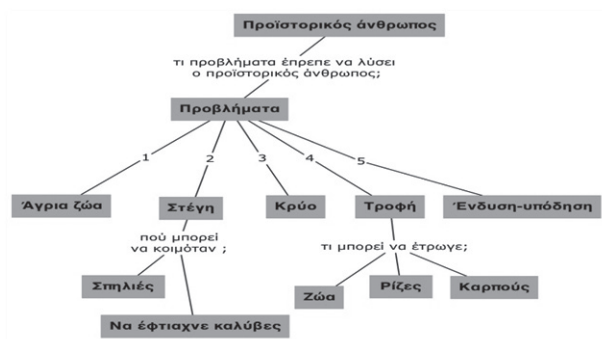 Προϊστορικός άνθρωπος
τι προβλήματα έπρεπε να λύσει
ο προϊστορικός άνθρωπος;
Προβλήματα
1
2
3
4
5
Άγρια ζώα
Στέγη
Κρύο
Τροφή
Ένδυση-υπόδηση
πού μπορεί
να κοιμόταν ;
τι μπορεί να έτρωγε;
Σπηλιές
Ζώα
Ρίζες
Καρπούς
Να έφτιαχνε καλύβες